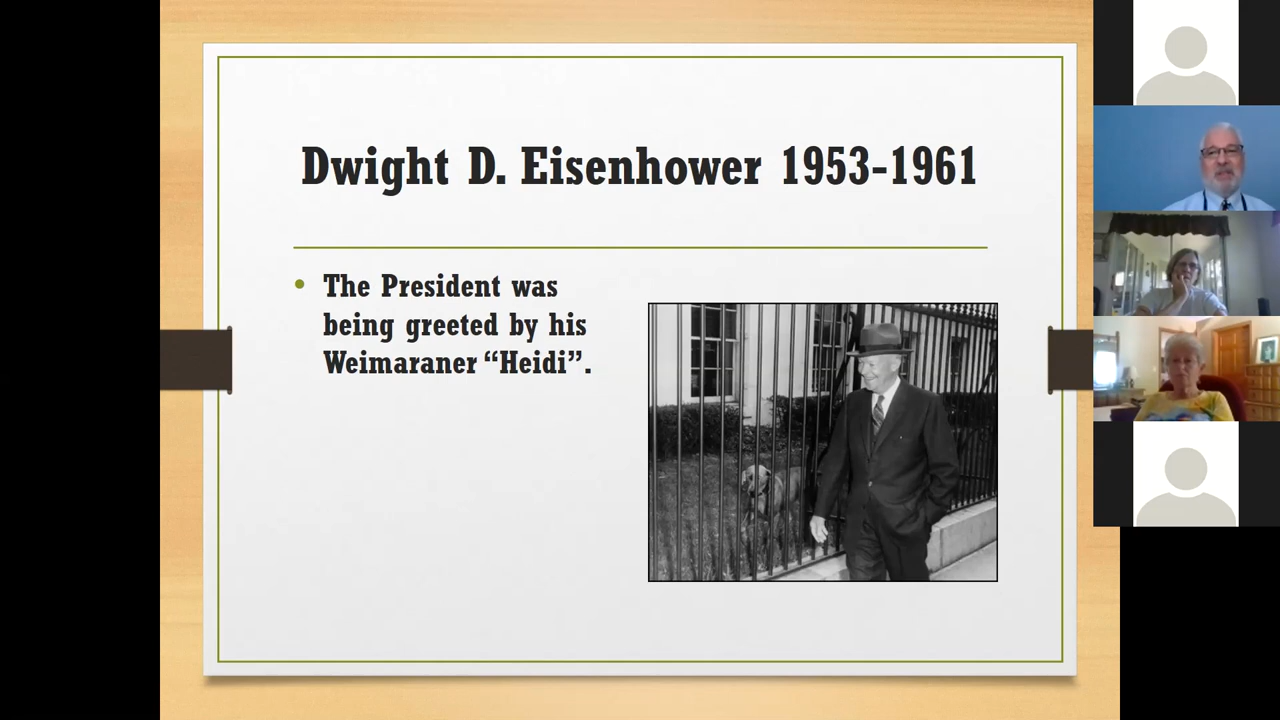 Dwight D. Eisenhower 1953-1961
The President was
being greeted by his
Weimaraner “Heidi”.